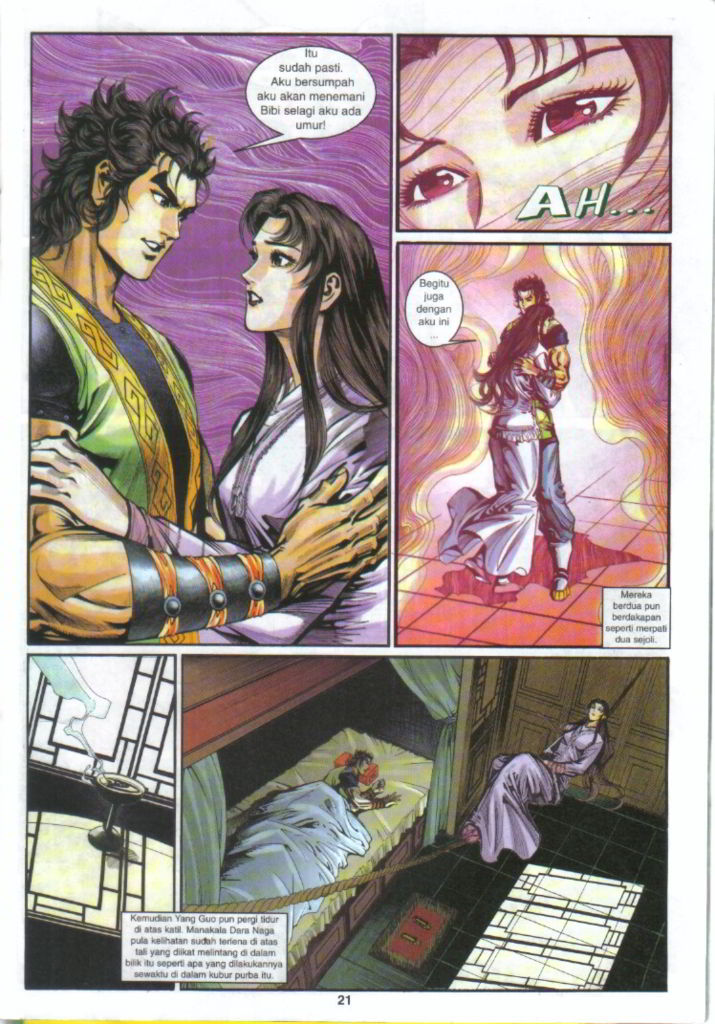 Itu
sudah pasti.
Aku bersumpah
aku akan menemani
Bibi selagi aku ada
umur!
AH...
Begitu
juga
dengan
aku ini
...
Mereka
berdua pun
berdakapan
seperti merpati
dua sejoli.
Kemudian Yang Guo pun pergi tidur
di atas katil. Manakala Dara Naga
pula kelihatan sudah terlena di atas
tali yang diikat melintang di dalam
bilik itu seperti apa yang dilakukannya
sewaktu di dalam kubur purba itu.
21